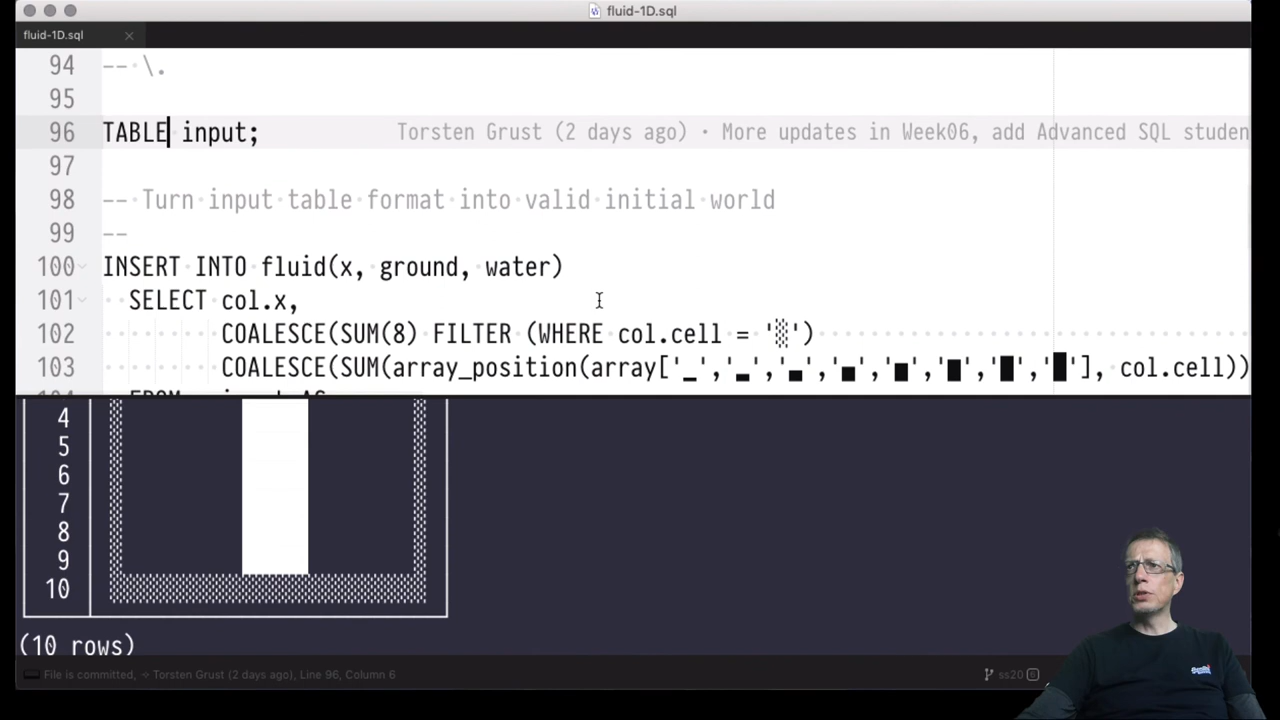 fluid-1D.sql
fluid-1D.sql ×
94 -- \.
95
96 TABLE input; Torsten Grust (2 days ago) · More updates in Week06, add Advanced SQL studen
97
98 -- Turn input table format into valid initial world
99 --
100 INSERT INTO fluid(x, ground, water)
101 SELECT col.x,
102 COALESCE(SUM(8) FILTER (WHERE col.cell = '░')
103 COALESCE(SUM(array_position(array['▁','▂','▃','▄','▅','▆','▇','█'], col.cell))
4
5
6
7
8
9
10
(10 rows)
File is committed, Torsten Grust (2 days ago), Line 96, Column 6
ss20 6